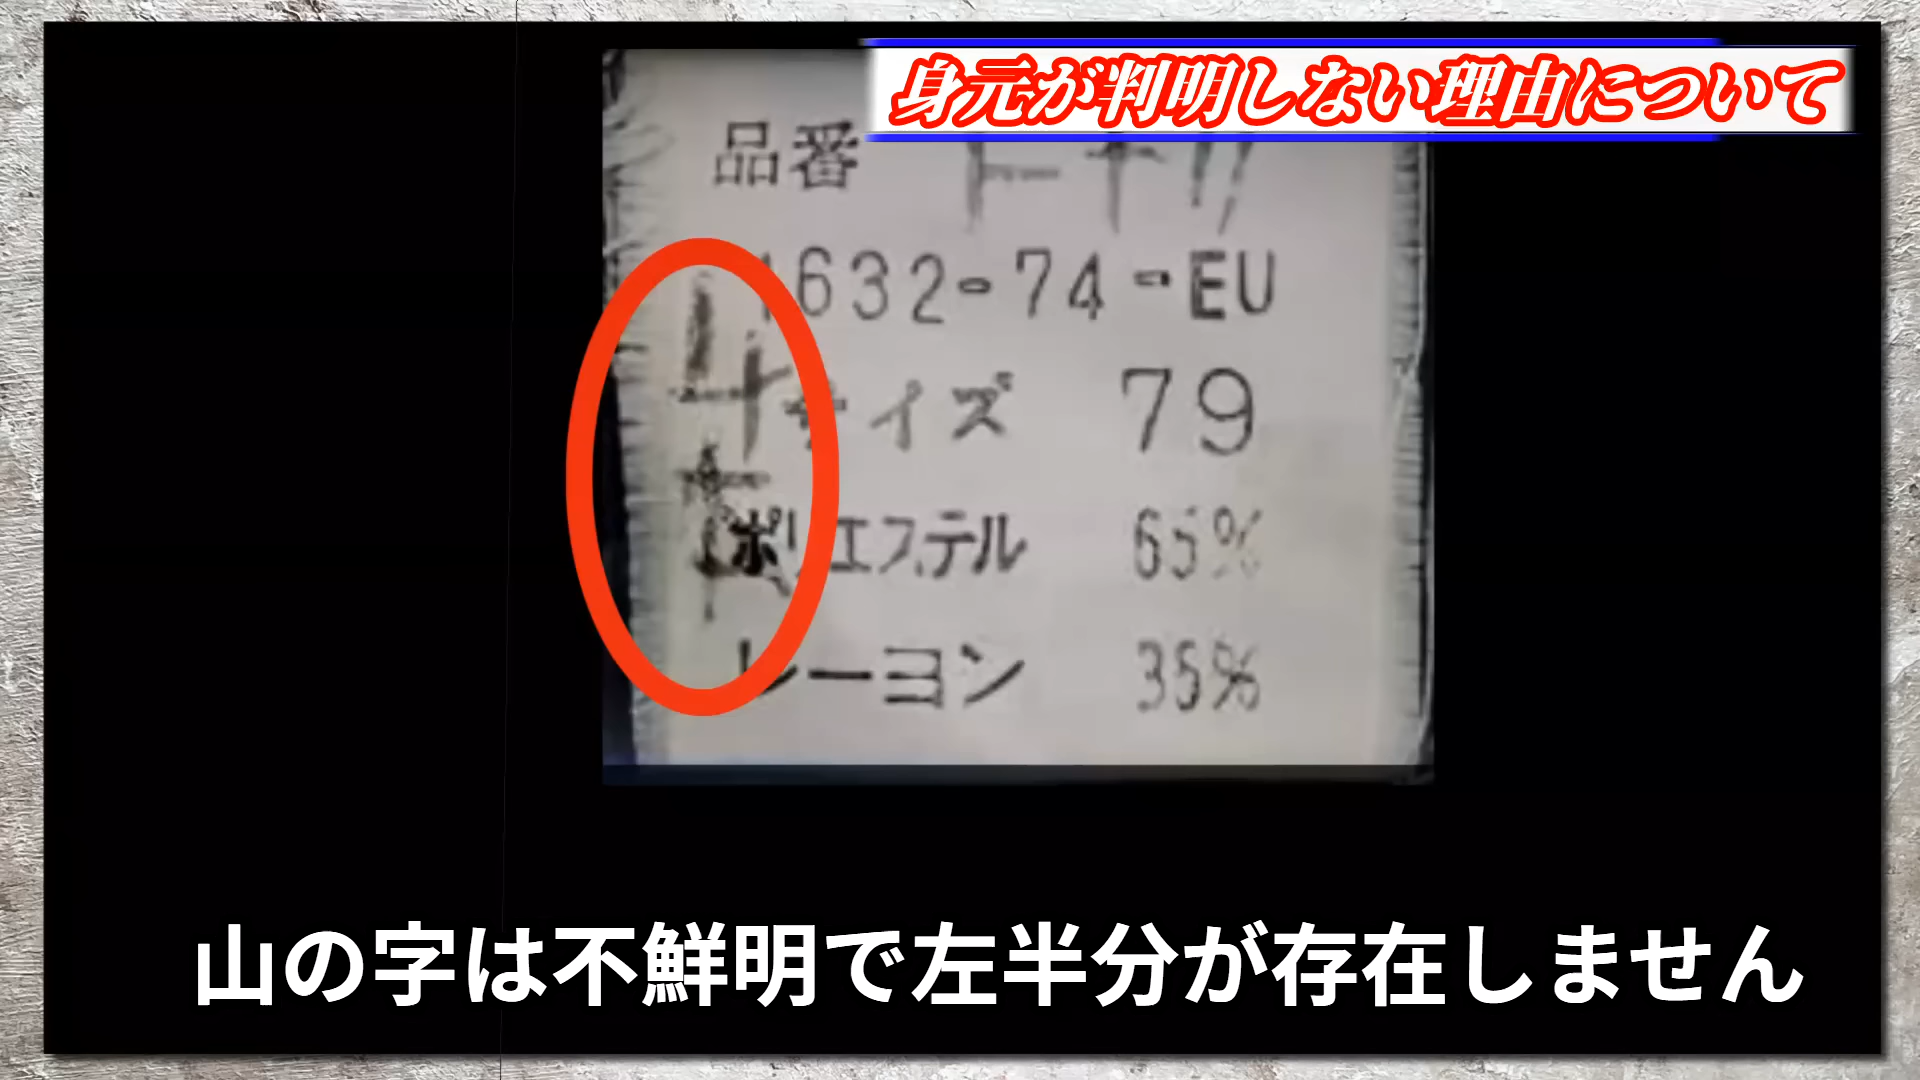 身元が判明しない理由について
品番
1632-74-EU
サイズ 79
ポリエステル 65%
レーヨン 35%
山の字は不鮮明で左半分が存在しません